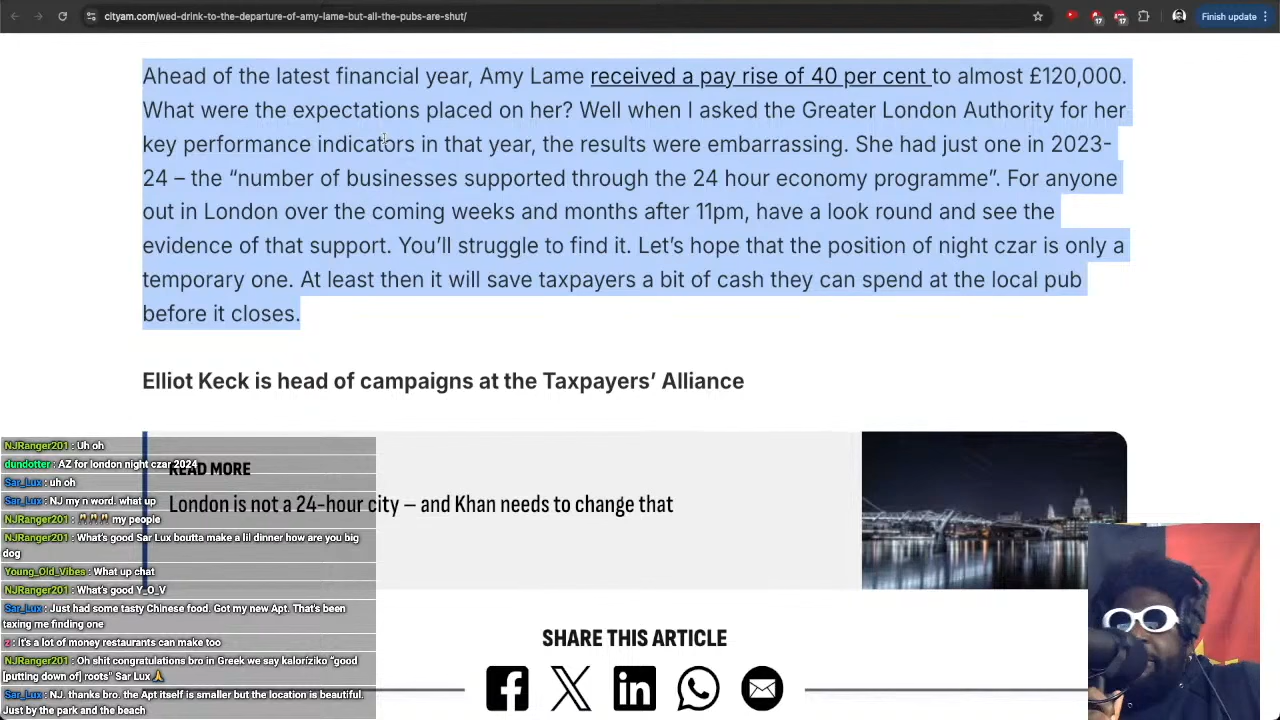 cityam.com/wed-drink-to-the-departure-of-amy-lame-but-all-the-pubs-are-shut/
17
17
Finish update
Ahead of the latest financial year, Amy Lame received a pay rise of 40 per cent to almost £120,000.
What were the expectations placed on her? Well when I asked the Greater London Authority for her
key performance indicators in that year, the results were embarrassing. She had just one in 2023-
24 – the “number of businesses supported through the 24 hour economy programme”. For anyone
out in London over the coming weeks and months after 11pm, have a look round and see the
evidence of that support. You’ll struggle to find it. Let’s hope that the position of night czar is only a
temporary one. At least then it will save taxpayers a bit of cash they can spend at the local pub
before it closes.
Elliot Keck is head of campaigns at the Taxpayers’ Alliance
READ MORE
London is not a 24-hour city – and Khan needs to change that
NJRanger201 : Uh oh
dundotter : AZ for london night czar 2024
Sar_Lux : uh oh
Sar_Lux : NJ my n word. what up
NJRanger201 : my people
NJRanger201 : What's good Sar Lux boutta make a lil dinner how are you big
dog
Young_Old_Vibes : What up chat
NJRanger201 : What's good Y_O_V
Sar_Lux : Just had some tasty Chinese food. Got my new Apt. That's been
taxing me finding one
z : It's a lot of money restaurants can make too
NJRanger201 : Oh shit congratulations bro in Greek we say kaloríziko “good
[putting down of] roots” Sar Lux 🙏
Sar_Lux : NJ. thanks bro. the Apt itself is smaller but the location is beautiful.
Just by the park and the beach
SHARE THIS ARTICLE